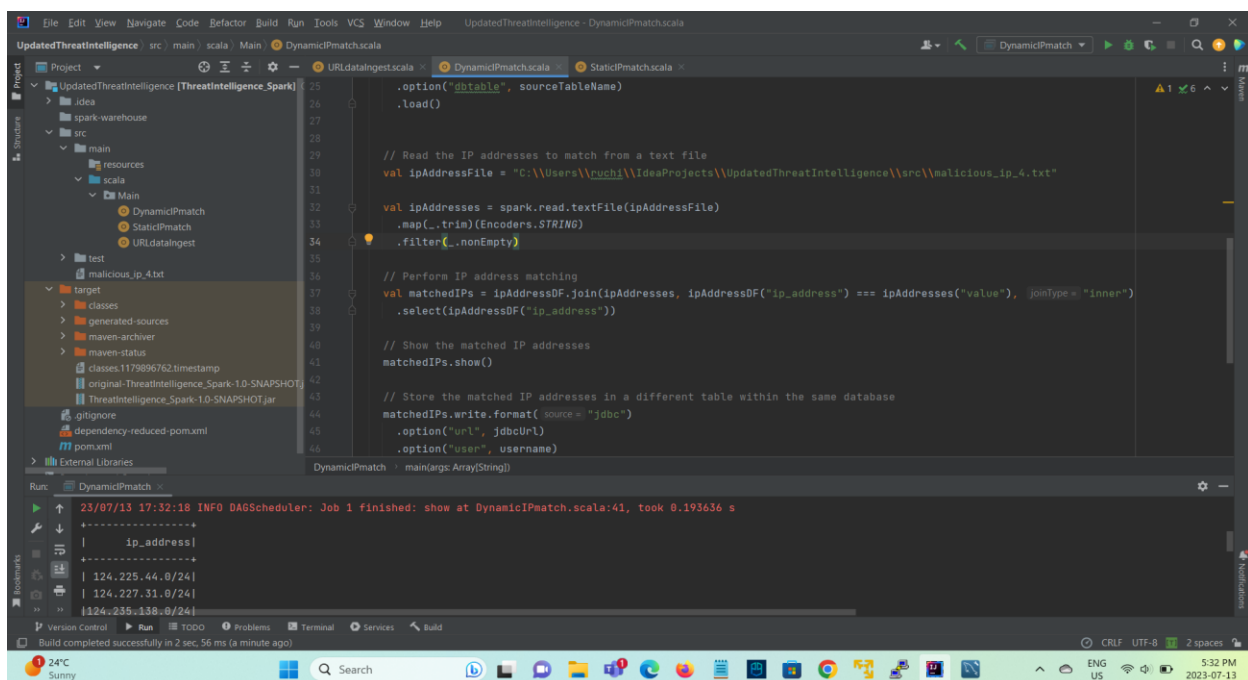 File Edit View Navigate Code Refactor Build Run Tools VCS Window Help UpdatedThreatIntelligence - DynamicIPmatch.scala
UpdatedThreatIntelligence src main scala Main DynamicIPmatch.scala
DynamicIPmatch
Project
URLdataIngest.scala DynamicIPmatch.scala StaticIPmatch.scala
Project
Structure
Bookmarks
Maven
Notifications
UpdatedThreatIntelligence [ThreatIntelligence_Spark]
.idea
spark-warehouse
src
main
resources
scala
Main
DynamicIPmatch
StaticIPmatch
URLdataIngest
test
malicious_ip_4.txt
target
classes
generated-sources
maven-archiver
maven-status
classes.1179896762.timestamp
original-ThreatIntelligence_Spark-1.0-SNAPSHOT.j
ThreatIntelligence_Spark-1.0-SNAPSHOT.jar
.gitignore
dependency-reduced-pom.xml
pom.xml
External Libraries
1 6
25 .option("dbtable", sourceTableName)
26 .load()
27
28
29 // Read the IP addresses to match from a text file
30 val ipAddressFile = "C:\\Users\\ruchi\\IdeaProjects\\UpdatedThreatIntelligence\\src\\malicious_ip_4.txt"
31
32 val ipAddresses = spark.read.textFile(ipAddressFile)
33 .map(_.trim)(Encoders.STRING)
34 .filter(_.nonEmpty)
35
36 // Perform IP address matching
37 val matchedIPs = ipAddressDF.join(ipAddresses, ipAddressDF("ip_address") === ipAddresses("value"), joinType = "inner")
38 .select(ipAddressDF("ip_address"))
39
40 // Show the matched IP addresses
41 matchedIPs.show()
42
43 // Store the matched IP addresses in a different table within the same database
44 matchedIPs.write.format( source = "jdbc")
45 .option("url", jdbcUrl)
46 .option("user", username)
DynamicIPmatch main(args: Array[String])
Run: DynamicIPmatch
23/07/13 17:32:18 INFO DAGScheduler: Job 1 finished: show at DynamicIPmatch.scala:41, took 0.193636 s
+----------------+
| ip_address|
+----------------+
| 124.225.44.0/24|
| 124.227.31.0/24|
|124.235.138.0/24|
Version Control Run TODO Problems Terminal Services Build
Build completed successfully in 2 sec, 56 ms (a minute ago)
CRLF UTF-8 2 spaces
1
24°C
Sunny
Search
ENG
US
5:32 PM
2023-07-13